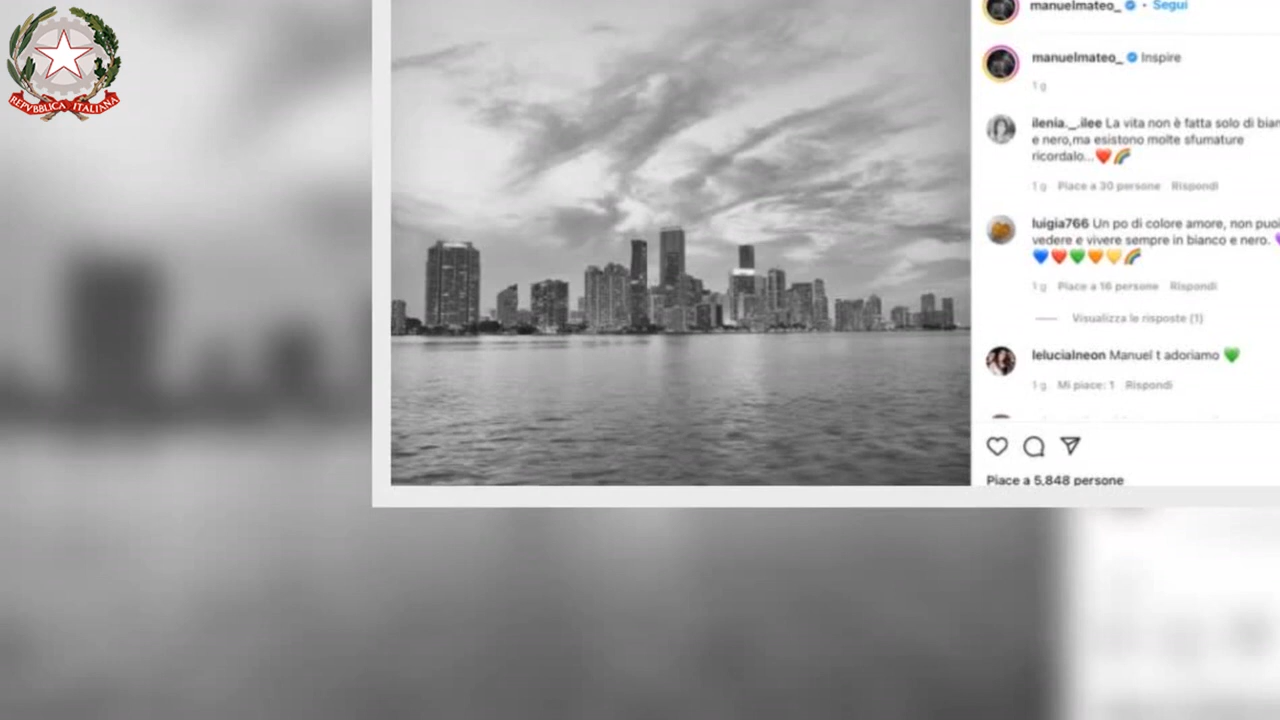 REPVBBLICA ITALIANA
manuelmateo_ • Segui
manuelmateo_ Inspire
1 g
ilenia._.ilee La vita non è fatta solo di
e nero,ma esistono molte sfumature
ricordalo...❤️🌈
1 g Piace a 30 persone Rispondi
luigia766 Un po di colore amore, non puoi
vedere e vivere sempre in bianco e nero. 💜
💙❤️💚🧡💛🌈
1 g Piace a 16 persone Rispondi
Visualizza le risposte (1)
lelucialneon Manuel t adoriamo 💚
1 g Mi piace: 1 Rispondi
Piace a 5,848 persone